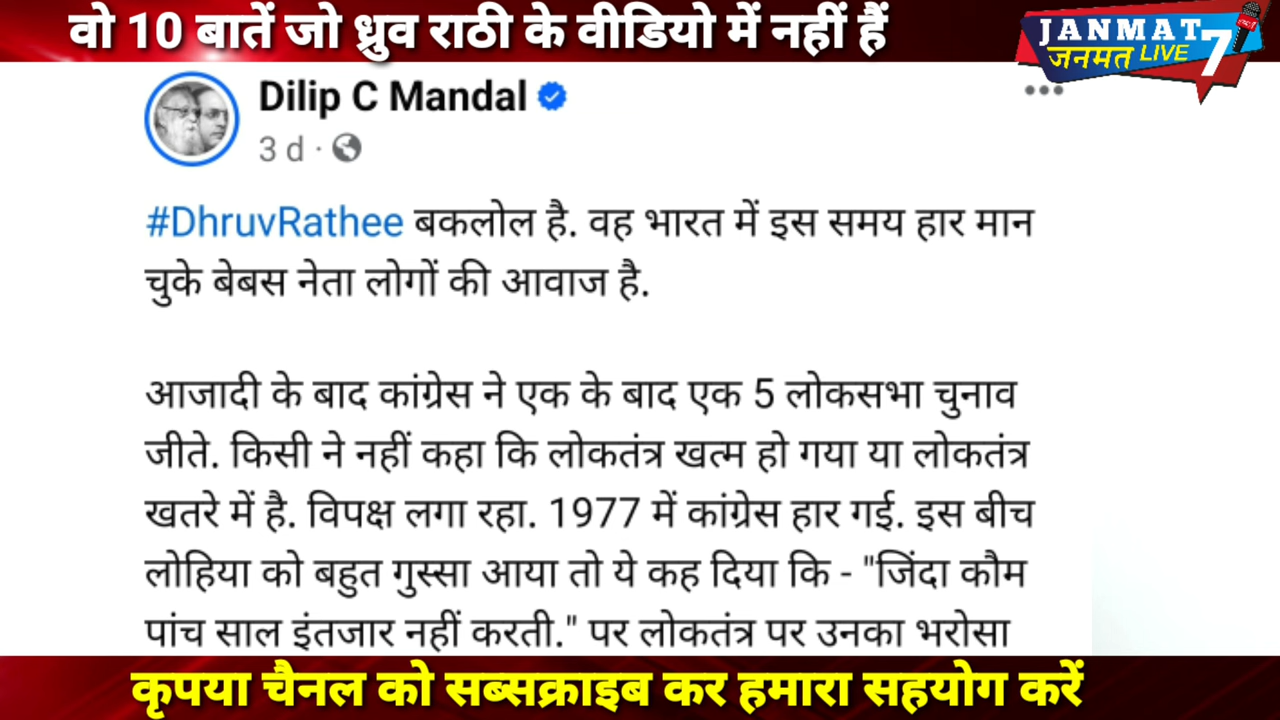 वो 10 बातें जो ध्रुव राठी के वीडियो में नहीं हैं
JANMAT
जनमत LIVE 7
Dilip C Mandal
3 d ·
#DhruvRathee बकलोल है. वह भारत में इस समय हार मान
चुके बेबस नेता लोगों की आवाज है.
आजादी के बाद कांग्रेस ने एक के बाद एक 5 लोकसभा चुनाव
जीते. किसी ने नहीं कहा कि लोकतंत्र खत्म हो गया या लोकतंत्र
खतरे में है. विपक्ष लगा रहा. 1977 में कांग्रेस हार गई. इस बीच
लोहिया को बहुत गुस्सा आया तो ये कह दिया कि - "जिंदा कौम
पांच साल इंतजार नहीं करती." पर लोकतंत्र पर उनका भरोसा
कृपया चैनल को सब्सक्राइब कर हमारा सहयोग करें